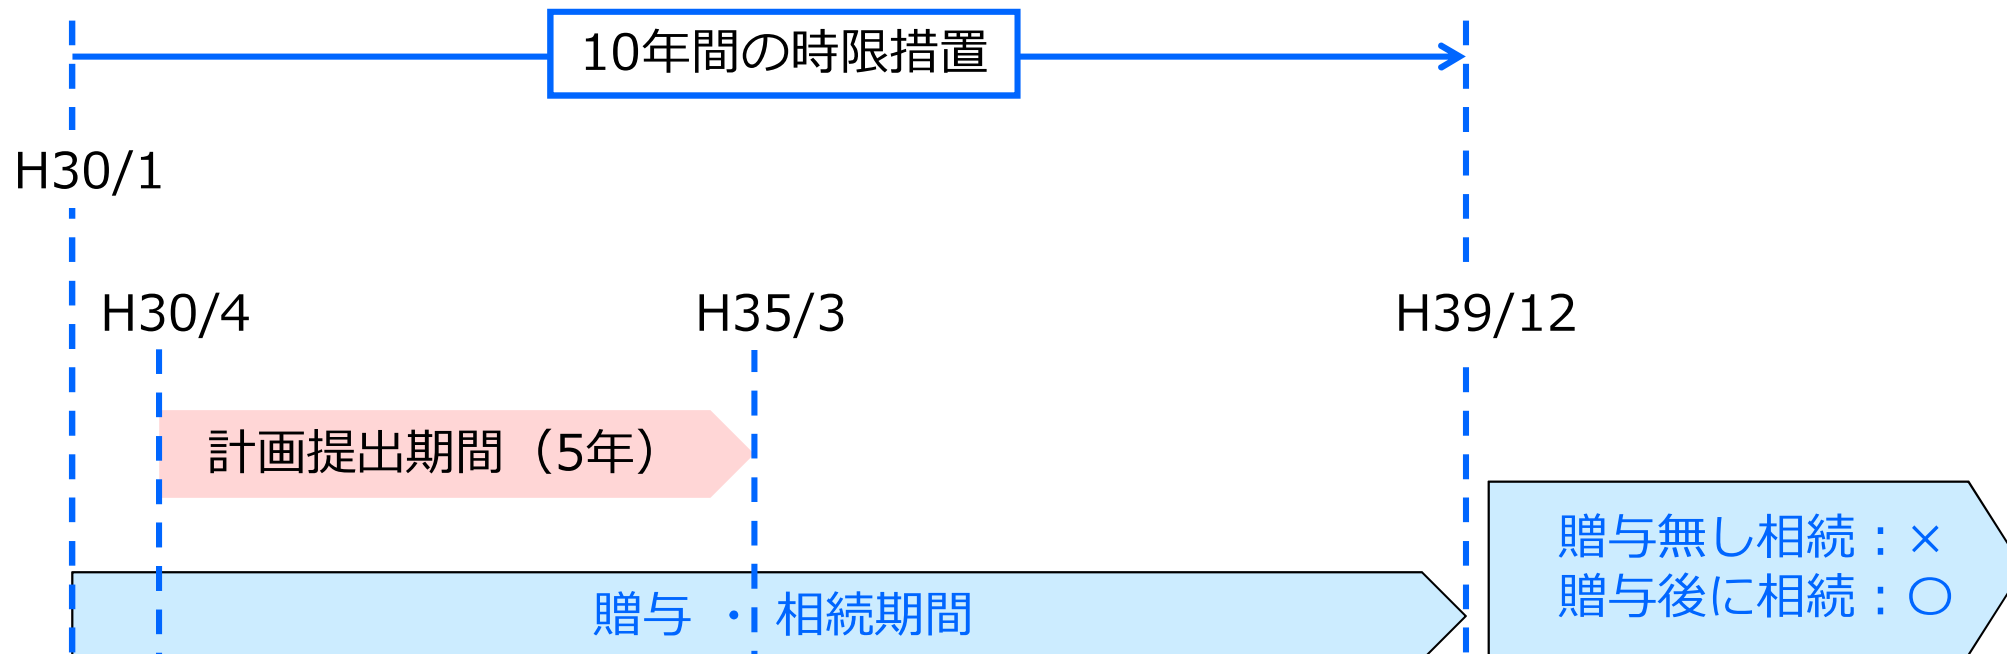 10年間の時限措置
H30/1
H30/4
H35/3
H39/12
計画提出期間（5年）
贈与無し相続：×
贈与後に相続：〇
贈与 ・ 相続期間